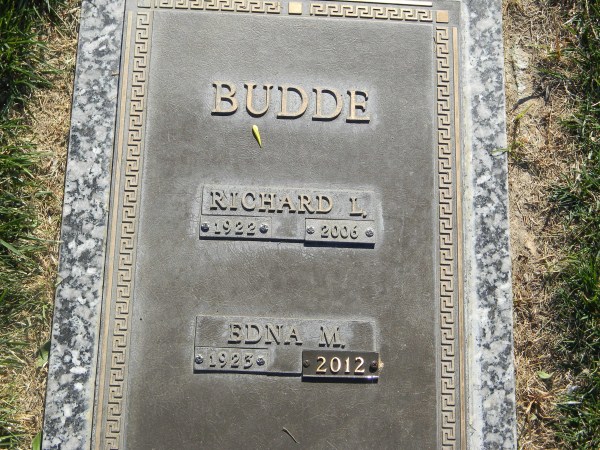 BUDDE
RICHARD L.
1922 2006
EDNA M.
1923 2012